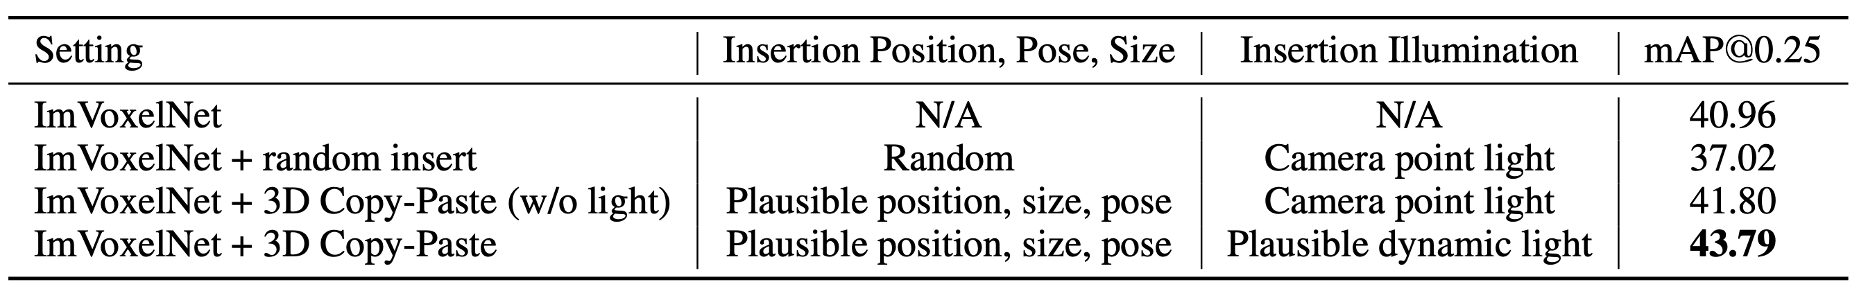 Setting Insertion Position, Pose, Size Insertion Illumination mAP@0.25
ImVoxelNet N/A N/A 40.96
ImVoxelNet + random insert Random Camera point light 37.02
ImVoxelNet + 3D Copy-Paste (w/o light) Plausible position, size, pose Camera point light 41.80
ImVoxelNet + 3D Copy-Paste Plausible position, size, pose Plausible dynamic light 43.79